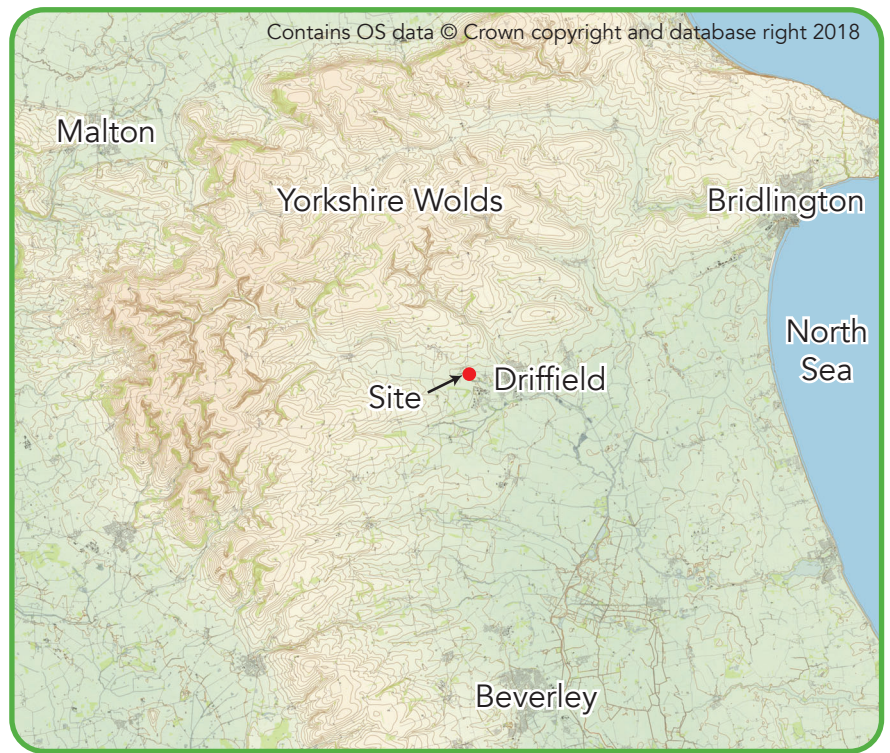 Contains OS data © Crown copyright and database right 2018
Malton
Yorkshire Wolds
Bridlington
North
Sea
Driffield
Site
Beverley